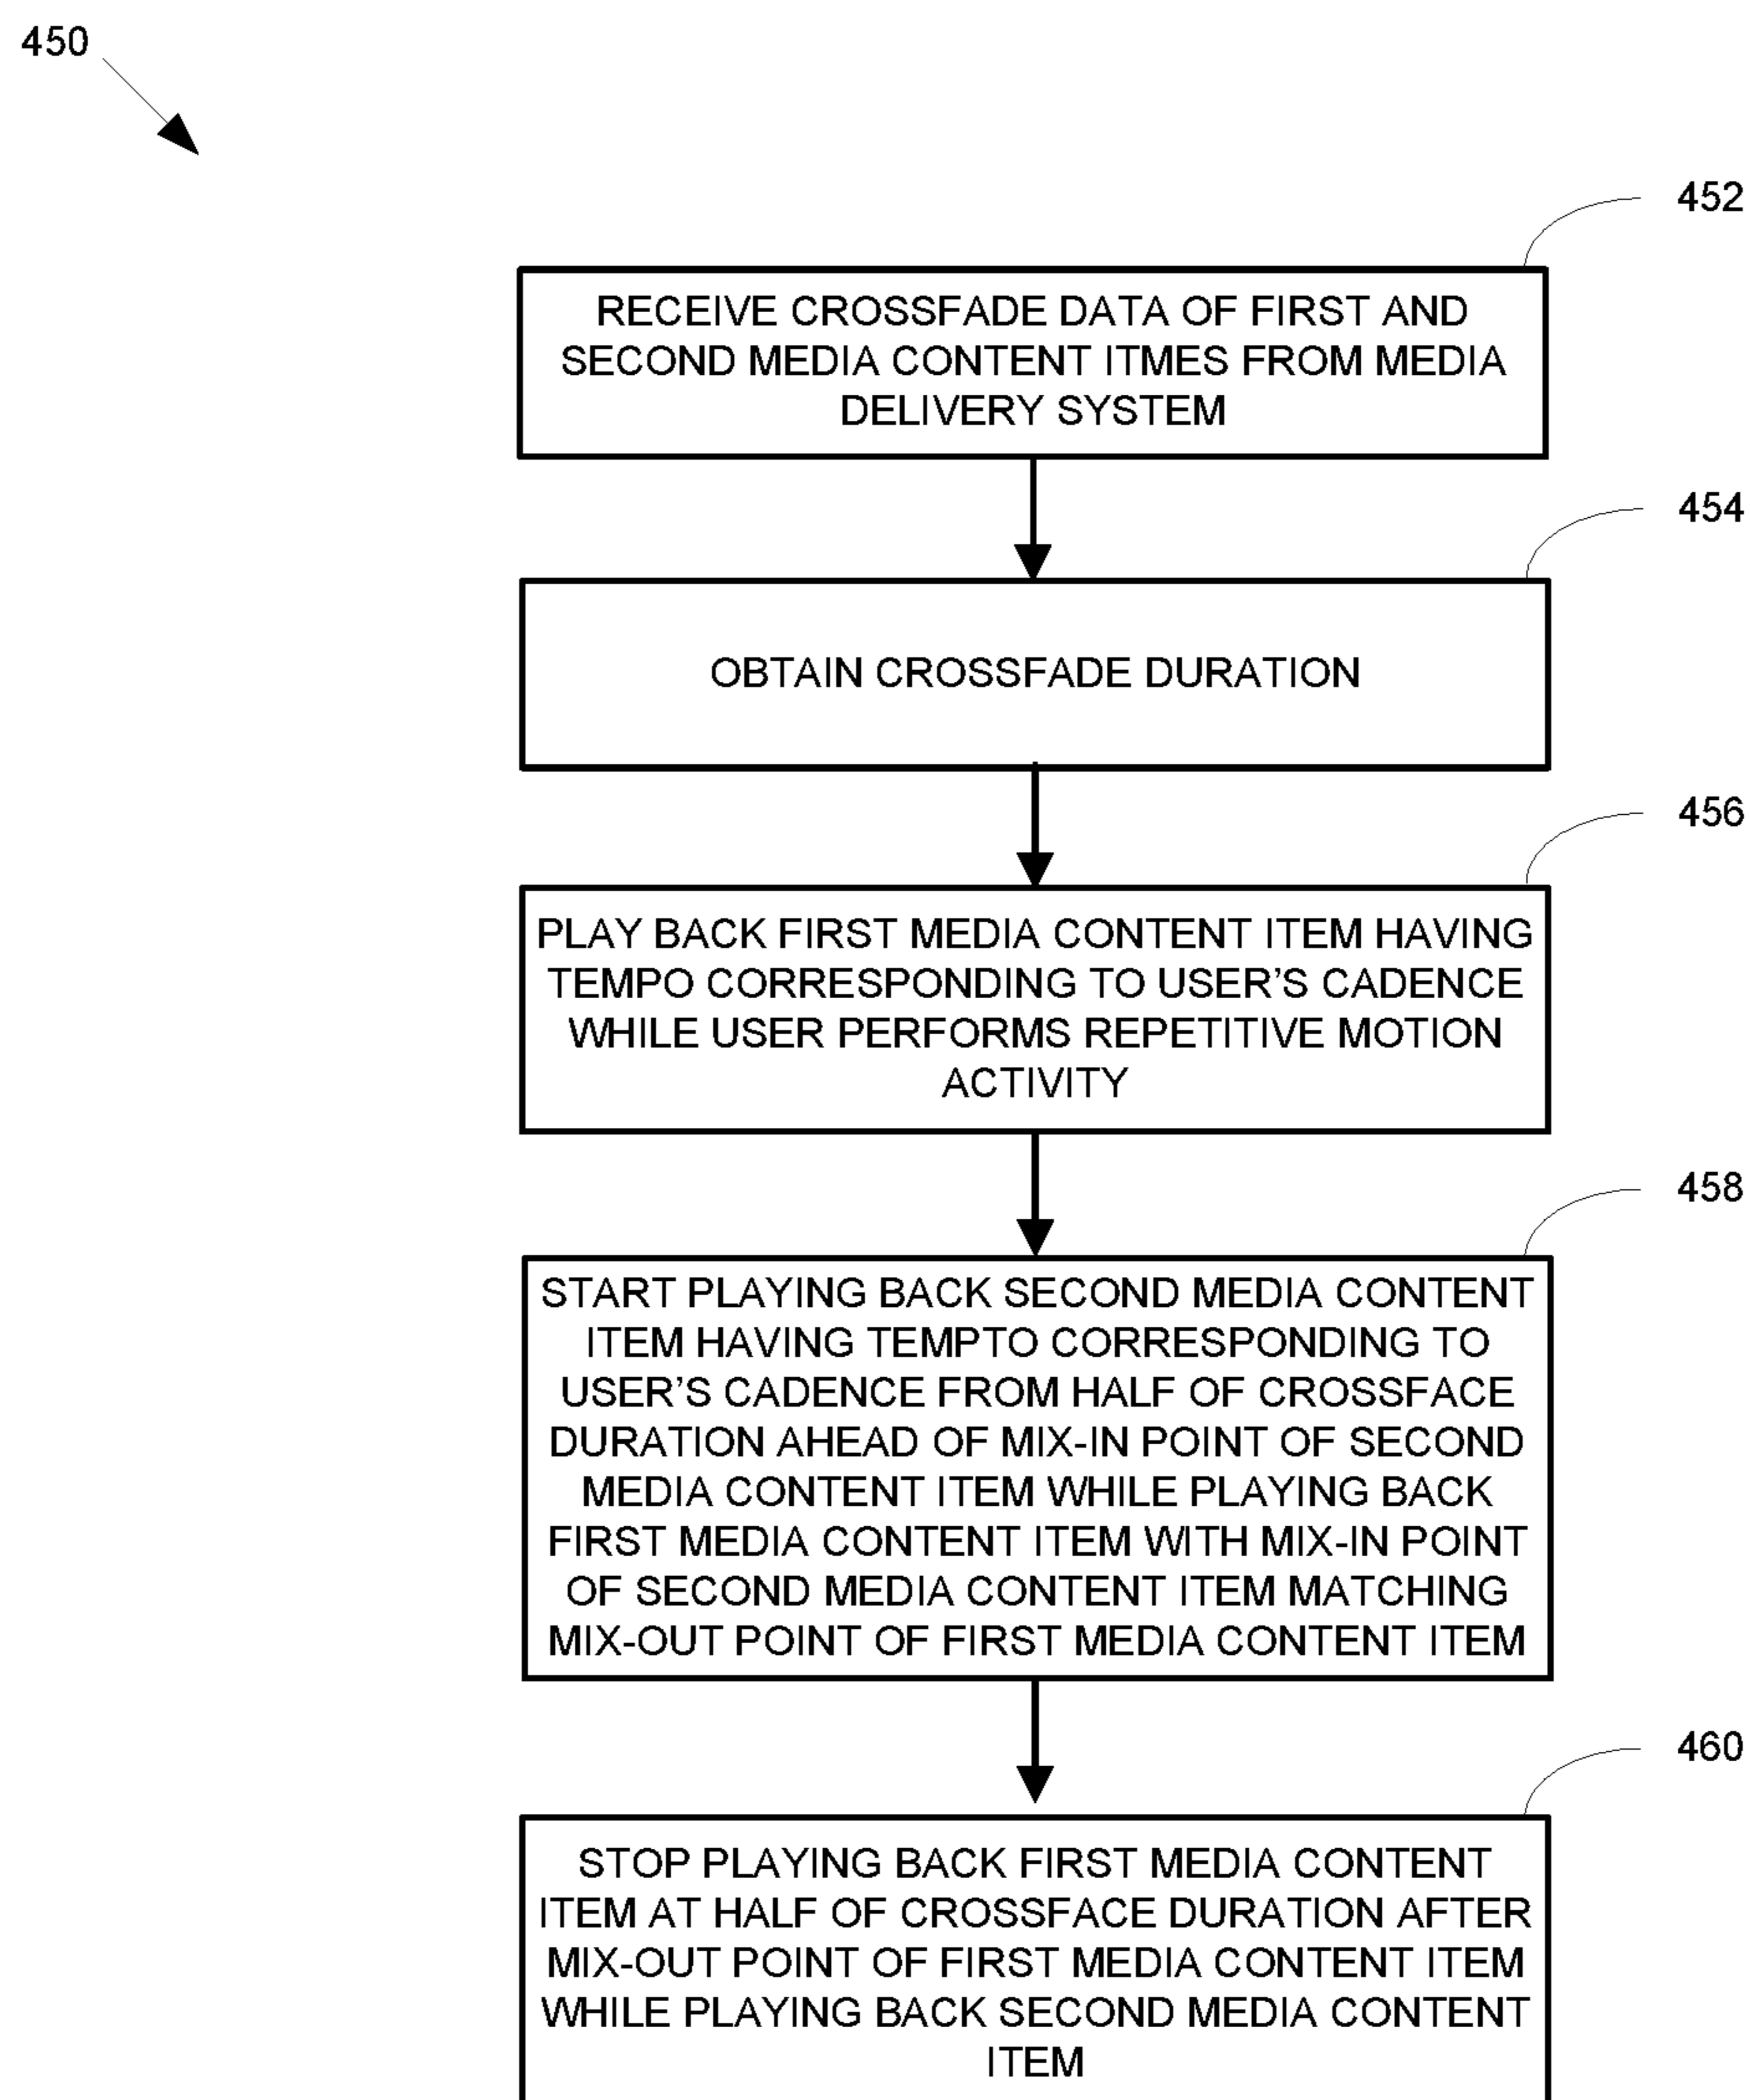 450
452
RECEIVE CROSSFADE DATA OF FIRST AND
SECOND MEDIA CONTENT ITMES FROM MEDIA
DELIVERY SYSTEM
454
OBTAIN CROSSFADE DURATION
456
PLAY BACK FIRST MEDIA CONTENT ITEM HAVING
TEMPO CORRESPONDING TO USER'S CADENCE
WHILE USER PERFORMS REPETITIVE MOTION
ACTIVITY
458
START PLAYING BACK SECOND MEDIA CONTENT
ITEM HAVING TEMPTO CORRESPONDING TO
USER'S CADENCE FROM HALF OF CROSSFACE
DURATION AHEAD OF MIX-IN POINT OF SECOND
MEDIA CONTENT ITEM WHILE PLAYING BACK
FIRST MEDIA CONTENT ITEM WITH MIX-IN POINT
OF SECOND MEDIA CONTENT ITEM MATCHING
MIX-OUT POINT OF FIRST MEDIA CONTENT ITEM
460
STOP PLAYING BACK FIRST MEDIA CONTENT
ITEM AT HALF OF CROSSFACE DURATION AFTER
MIX-OUT POINT OF FIRST MEDIA CONTENT ITEM
WHILE PLAYING BACK SECOND MEDIA CONTENT
ITEM